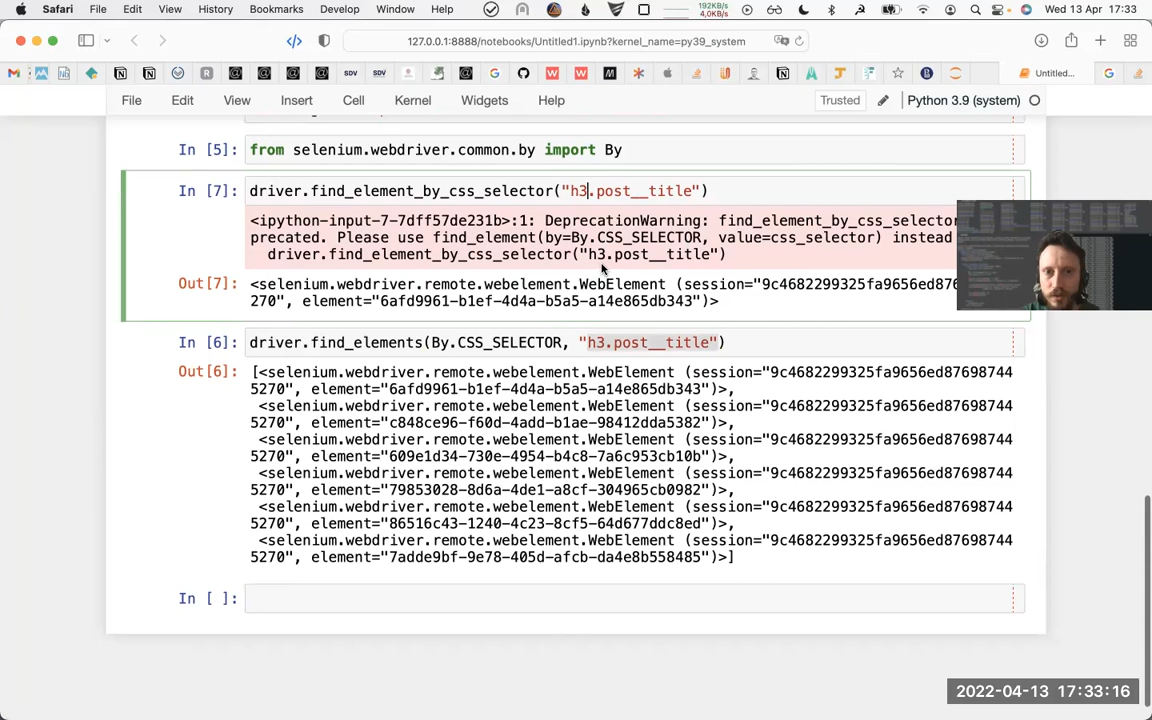 Safari File Edit View History Bookmarks Develop Window Help 192KB/s 4,0KB/s Wed 13 Apr 17:33
127.0.0.1:8888/notebooks/Untitled1.ipynb?kernel_name=py39_system
SDV SDV Untitled...
File Edit View Insert Cell Kernel Widgets Help Trusted Python 3.9 (system)
In [5]: from selenium.webdriver.common.by import By
In [7]: driver.find_element_by_css_selector("h3.post__title")
<ipython-input-7-7dff57de231b>:1: DeprecationWarning: find_element_by_css_selector
precated. Please use find_element(by=By.CSS_SELECTOR, value=css_selector) instead
driver.find_element_by_css_selector("h3.post__title")
Out[7]: <selenium.webdriver.remote.webelement.WebElement (session="9c4682299325fa9656
270", element="6afd9961-b1ef-4d4a-b5a5-a14e865db343")>
In [6]: driver.find_elements(By.CSS_SELECTOR, "h3.post__title")
Out[6]: [<selenium.webdriver.remote.webelement.WebElement (session="9c4682299325fa9656ed87698744
5270", element="6afd9961-b1ef-4d4a-b5a5-a14e865db343")>,
<selenium.webdriver.remote.webelement.WebElement (session="9c4682299325fa9656ed87698744
5270", element="c848ce96-f60d-4add-b1ae-98412dda5382")>,
<selenium.webdriver.remote.webelement.WebElement (session="9c4682299325fa9656ed87698744
5270", element="609e1d34-730e-4954-b4c8-7a6c953cb10b")>,
<selenium.webdriver.remote.webelement.WebElement (session="9c4682299325fa9656ed87698744
5270", element="79853028-8d6a-4de1-a8cf-304965cb0982")>,
<selenium.webdriver.remote.webelement.WebElement (session="9c4682299325fa9656ed87698744
5270", element="86516c43-1240-4c23-8cf5-64d677ddc8ed")>,
<selenium.webdriver.remote.webelement.WebElement (session="9c4682299325fa9656ed87698744
5270", element="7adde9bf-9e78-405d-afcb-da4e8b558485")>]
In [ ]:
2022-04-13 17:33:16